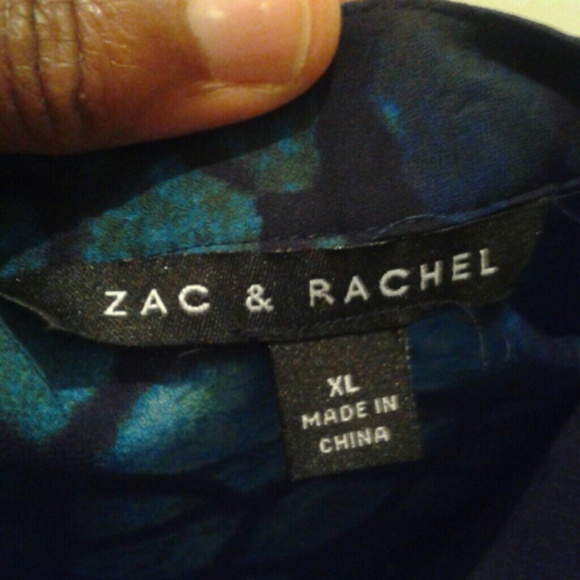 ZAC & RACHEL
XL
MADE IN
CHINA